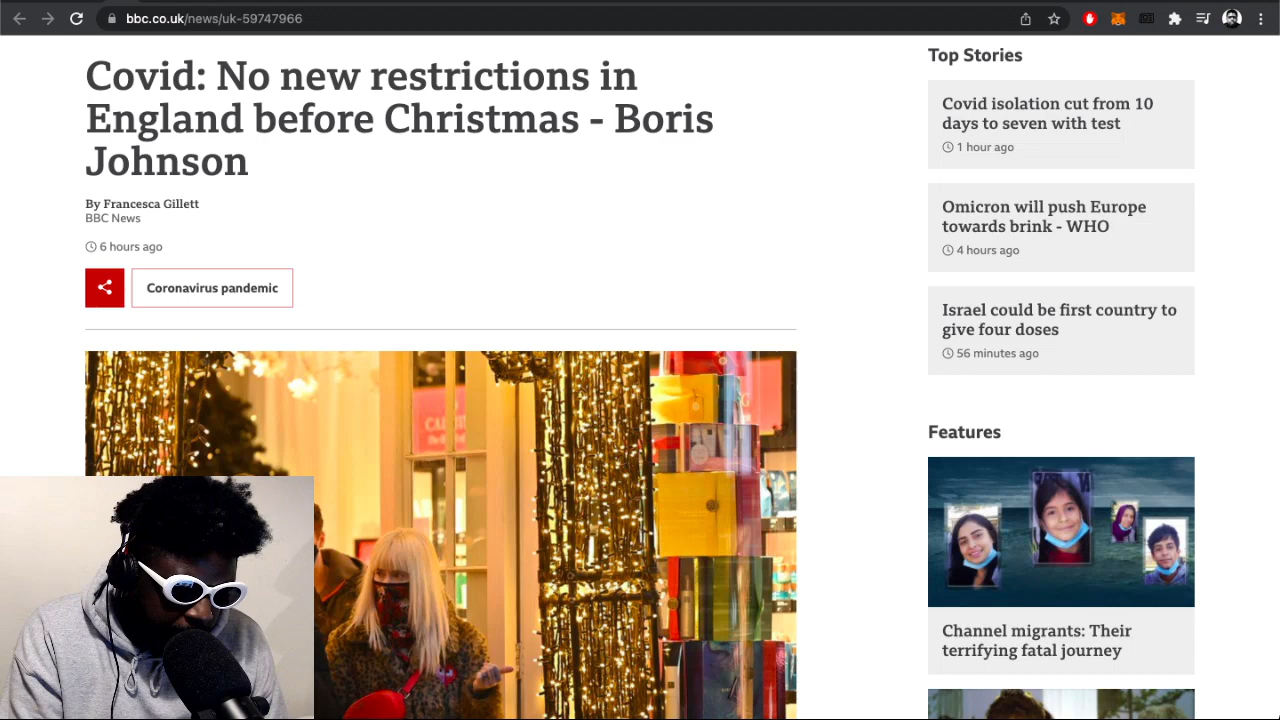 bbc.co.uk/news/uk-59747966
Covid: No new restrictions in
England before Christmas - Boris
Johnson
By Francesca Gillett
BBC News
6 hours ago
Coronavirus pandemic
Top Stories
Covid isolation cut from 10
days to seven with test
1 hour ago
Omicron will push Europe
towards brink - WHO
4 hours ago
Israel could be first country to
give four doses
56 minutes ago
Features
Channel migrants: Their
terrifying fatal journey